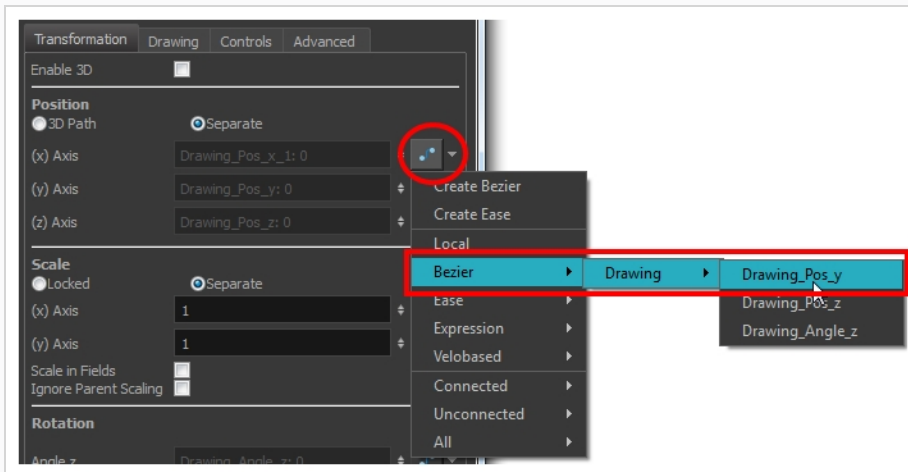 Transformation Drawing Controls Advanced
Enable 3D
Position
3D Path Separate
(x) Axis Drawing_Pos_x_1: 0
(y) Axis Drawing_Pos_y: 0
(z) Axis Drawing_Pos_z: 0
Create Bezier
Create Ease
Local
Bezier Drawing Drawing_Pos_y
Drawing_Pos_z
Drawing_Angle_z
Ease
Expression
Velobased
Connected
Unconnected
All
Scale
Locked Separate
(x) Axis 1
(y) Axis 1
Scale in Fields
Ignore Parent Scaling
Rotation
Angle z Drawing_Angle_z: 0